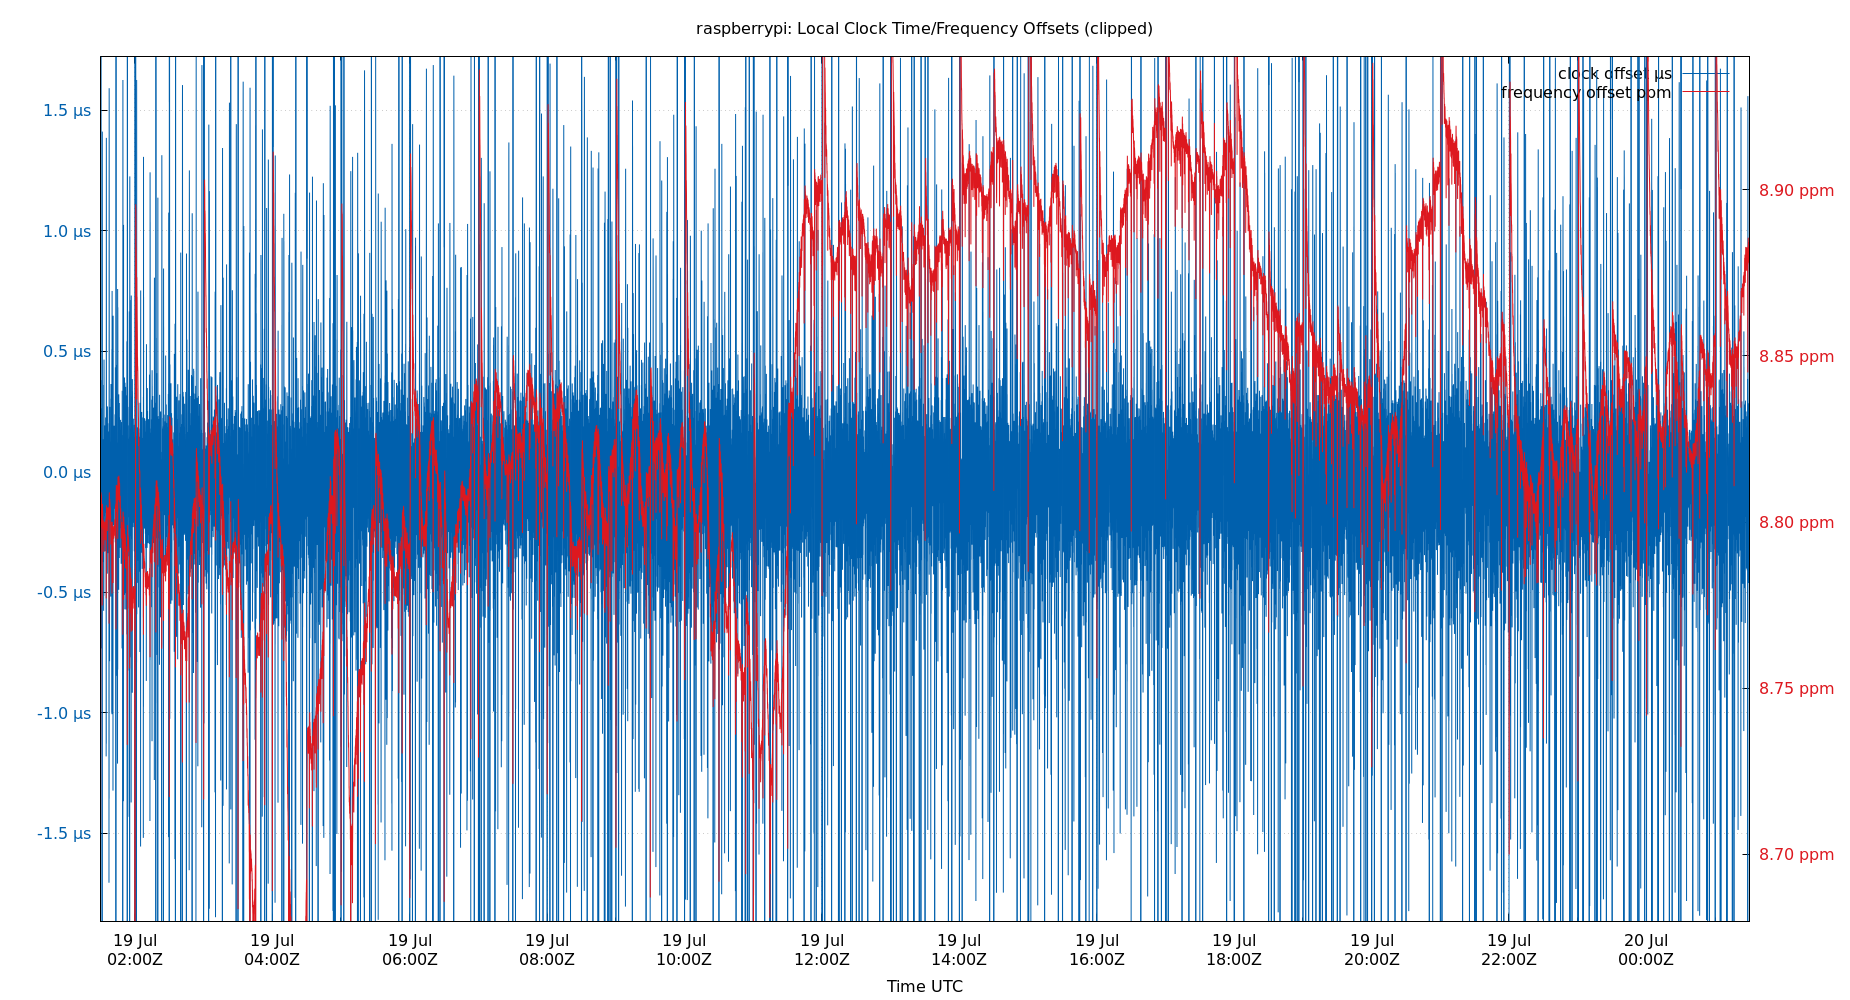 raspberrypi: Local Clock Time/Frequency Offsets (clipped)
clock offset µs
frequency offset ppm
1.5 µs
1.0 µs
0.5 µs
0.0 µs
-0.5 µs
-1.0 µs
-1.5 µs
8.90 ppm
8.85 ppm
8.80 ppm
8.75 ppm
8.70 ppm
19 Jul 19 Jul 19 Jul 19 Jul 19 Jul 19 Jul 19 Jul 19 Jul 19 Jul 19 Jul 19 Jul 20 Jul
02:00Z 04:00Z 06:00Z 08:00Z 10:00Z 12:00Z 14:00Z 16:00Z 18:00Z 20:00Z 22:00Z 00:00Z
Time UTC